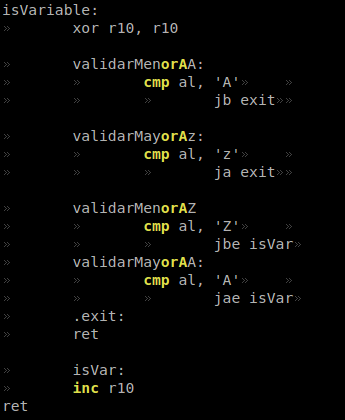 isVariable:
» xor r10, r10
» validarMenorAA:
» » cmp al, 'A'» »
» » » jb exit»»
» validarMayorAz:
» » cmp al, 'z'» »
» » » ja exit»»
» validarMenorAZ
» » cmp al, 'Z'» »
» » » jbe isVar»
» validarMayorAA:
» » cmp al, 'A'» »
» » » jae isVar»
» .exit:
» ret
» isVar:
» inc r10
ret